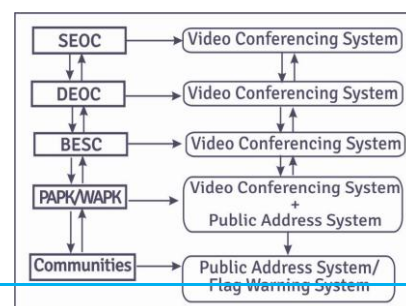 SEOC
Video Conferencing System
DEOC
Video Conferencing System
BESC
Video Conferencing System
PAPK/WAPK
Video Conferencing System
+
Public Address System
Communities
Public Address System/
Flag Warning System